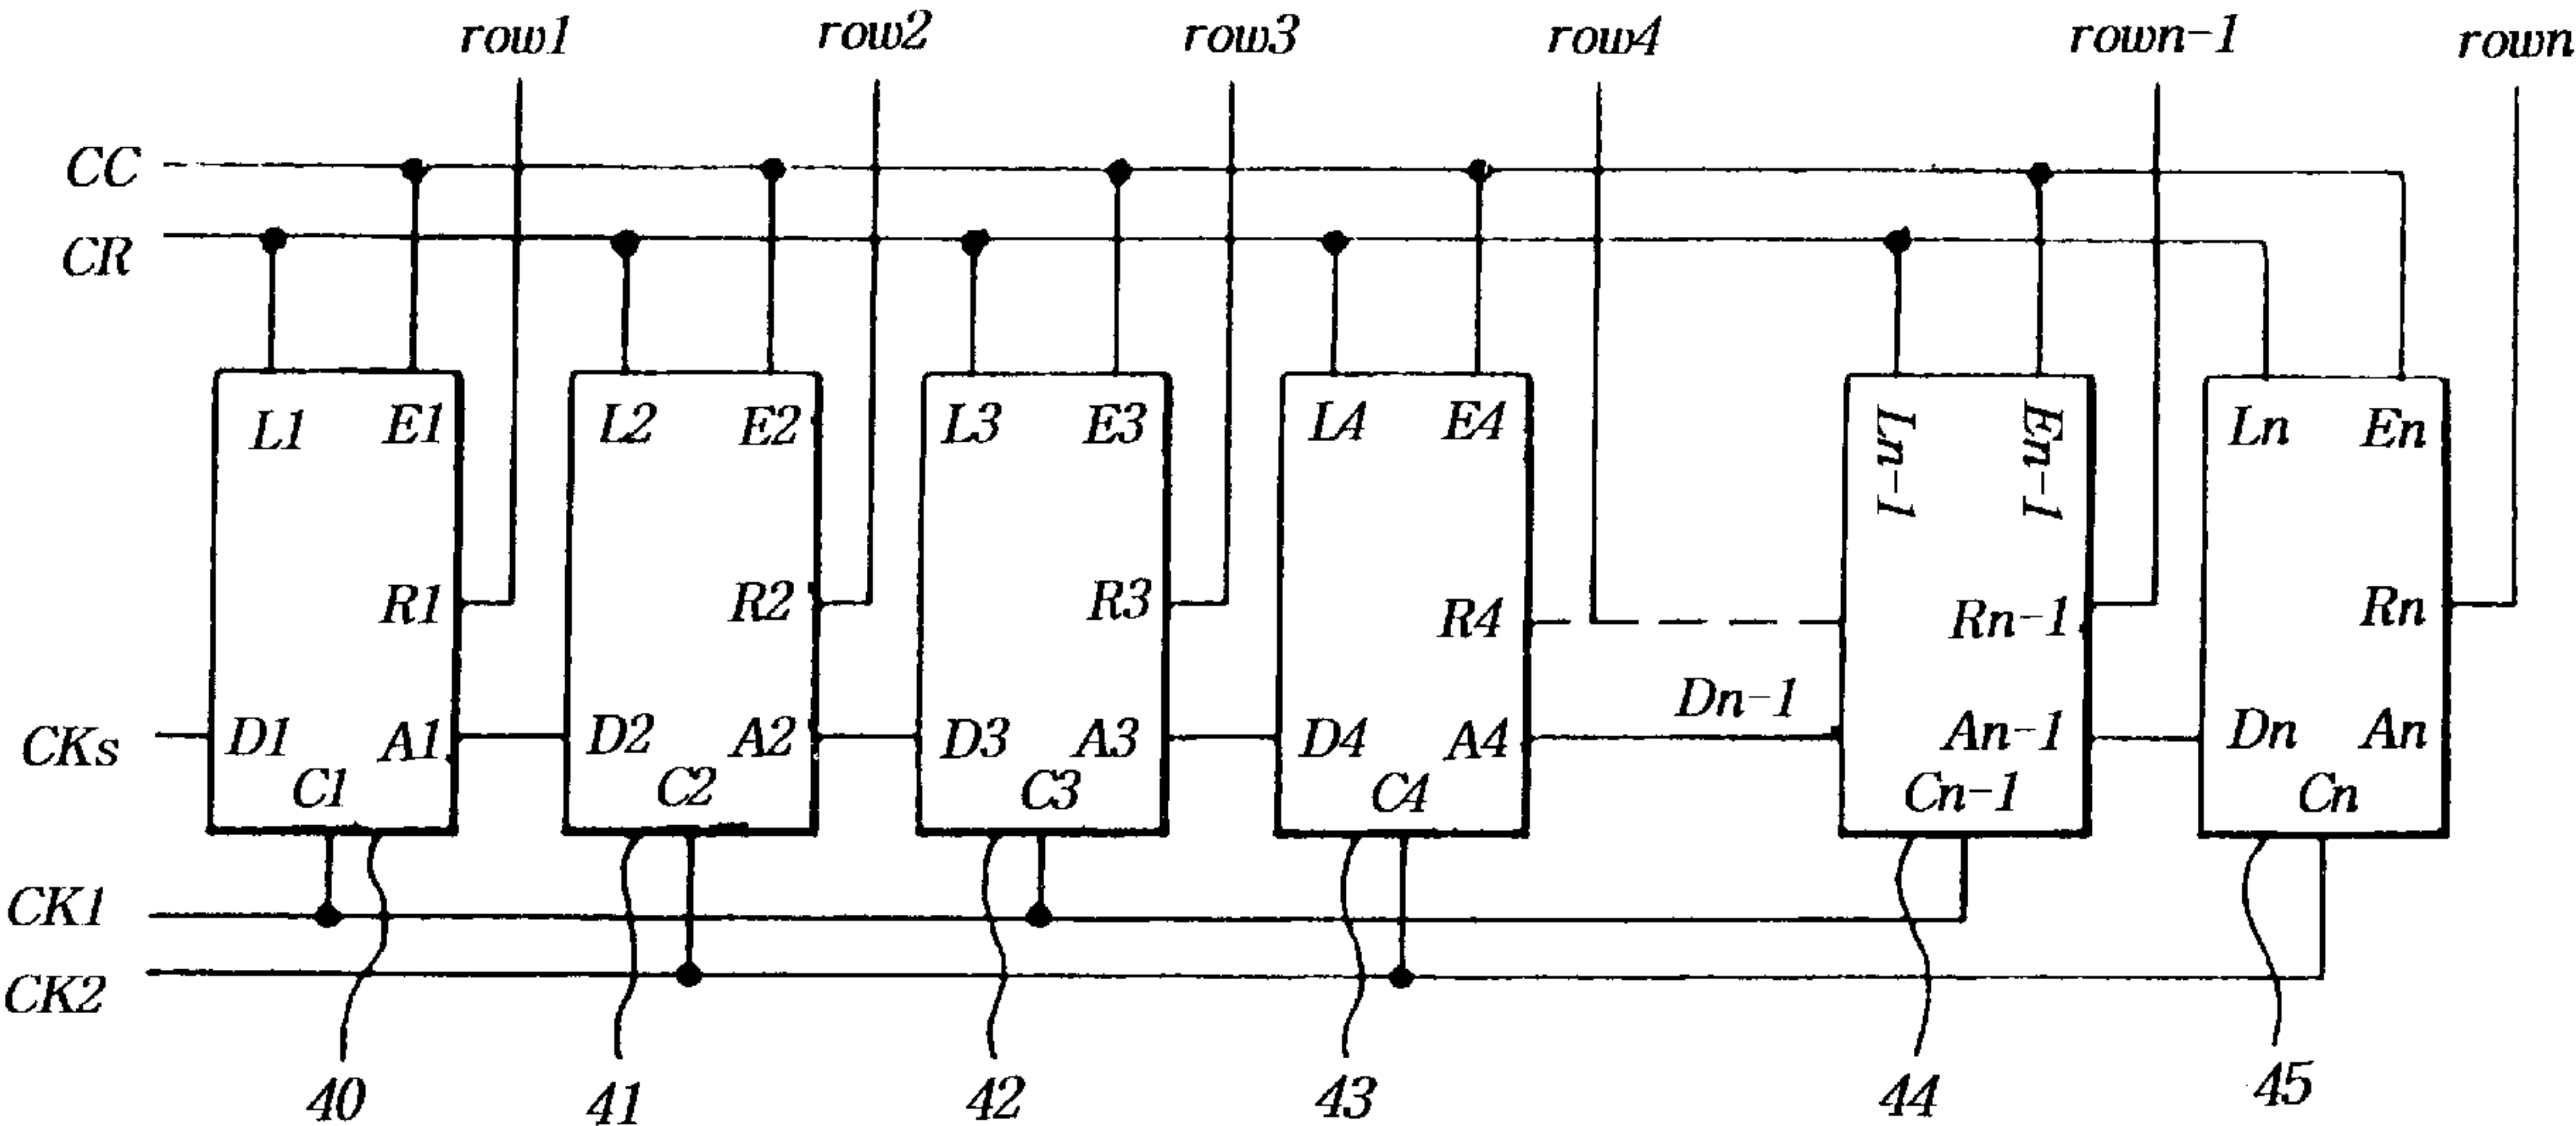 row1 row2 row3 row4 rown-1 rown
CC
CR
L1 E1 L2 E2 L3 E3 L4 E4 Ln-1 En-1 Ln En
R1 R2 R3 R4 Rn-1 Rn
Dn-1
CKs D1 A1 D2 A2 D3 A3 D4 A4 An-1 Dn An
C1 C2 C3 C4 Cn-1 Cn
CK1
CK2
40 41 42 43 44 45